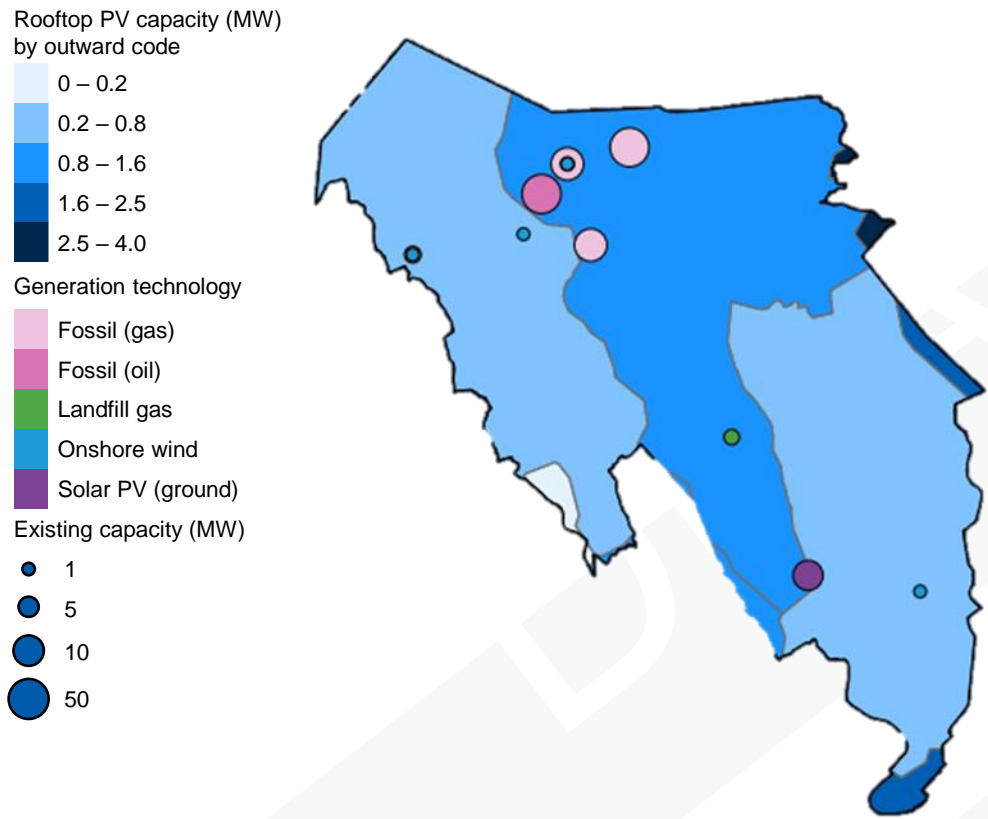 Rooftop PV capacity (MW)
by outward code
0 – 0.2
0.2 – 0.8
0.8 – 1.6
1.6 – 2.5
2.5 – 4.0
Generation technology
Fossil (gas)
Fossil (oil)
Landfill gas
Onshore wind
Solar PV (ground)
Existing capacity (MW)
1
5
10
50